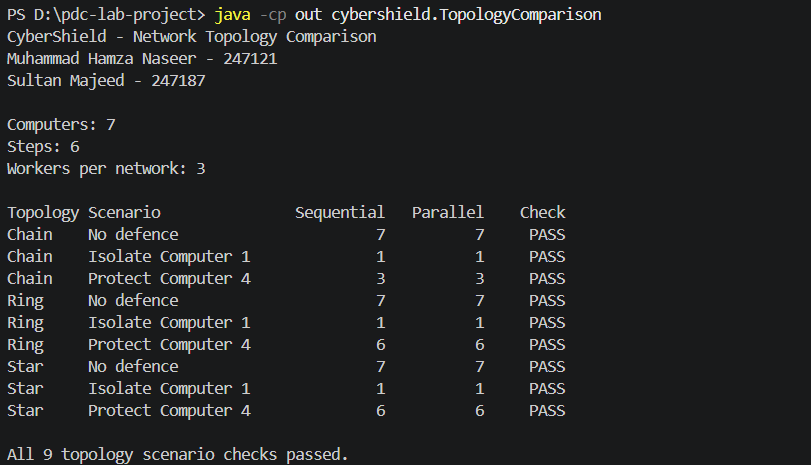 PS D:\pdc-lab-project> java -cp out cybershield.TopologyComparison
CyberShield - Network Topology Comparison
Muhammad Hamza Naseer - 247121
Sultan Majeed - 247187
Computers: 7
Steps: 6
Workers per network: 3
Topology Scenario Sequential Parallel Check
Chain No defence 7 7 PASS
Chain Isolate Computer 1 1 1 PASS
Chain Protect Computer 4 3 3 PASS
Ring No defence 7 7 PASS
Ring Isolate Computer 1 1 1 PASS
Ring Protect Computer 4 6 6 PASS
Star No defence 7 7 PASS
Star Isolate Computer 1 1 1 PASS
Star Protect Computer 4 6 6 PASS
All 9 topology scenario checks passed.